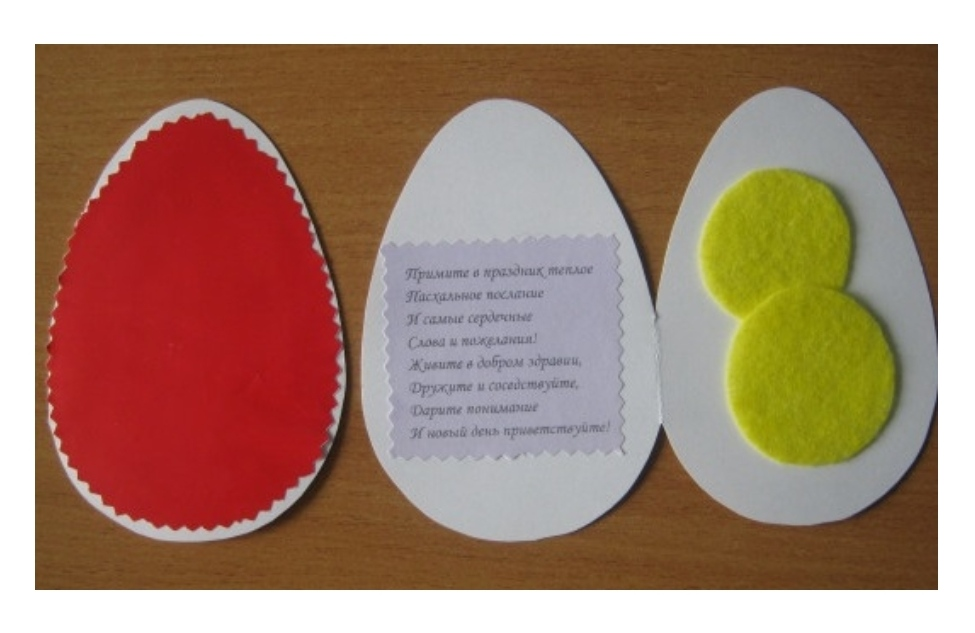 Примите в праздник теплое
Пасхальное послание
И самые сердечные
Слова и пожелания!
Живите в добром здравии,
Дружите и соседствуйте,
Дарите понимание
И новый день приветствуйте!